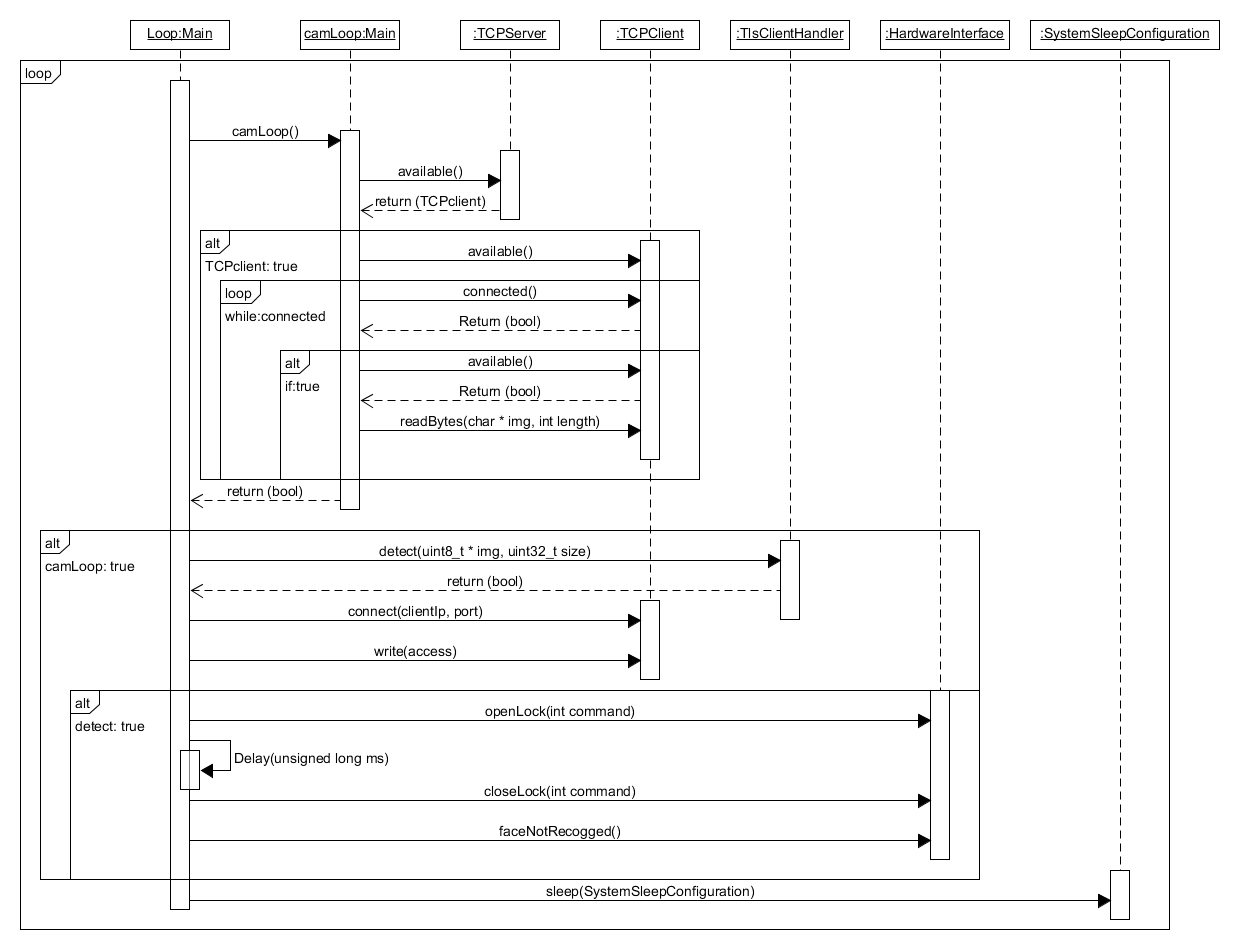 Loop:Main
camLoop:Main
:TCPServer
:TCPClient
:TlsClientHandler
:HardwareInterface
:SystemSleepConfiguration
loop
camLoop()
available()
return (TCPclient)
alt
TCPclient: true
available()
loop
while:connected
connected()
Return (bool)
alt
if:true
available()
Return (bool)
readBytes(char * img, int length)
return (bool)
alt
camLoop: true
detect(uint8_t * img, uint32_t size)
return (bool)
connect(clientIp, port)
write(access)
alt
detect: true
openLock(int command)
Delay(unsigned long ms)
closeLock(int command)
faceNotRecogged()
sleep(SystemSleepConfiguration)